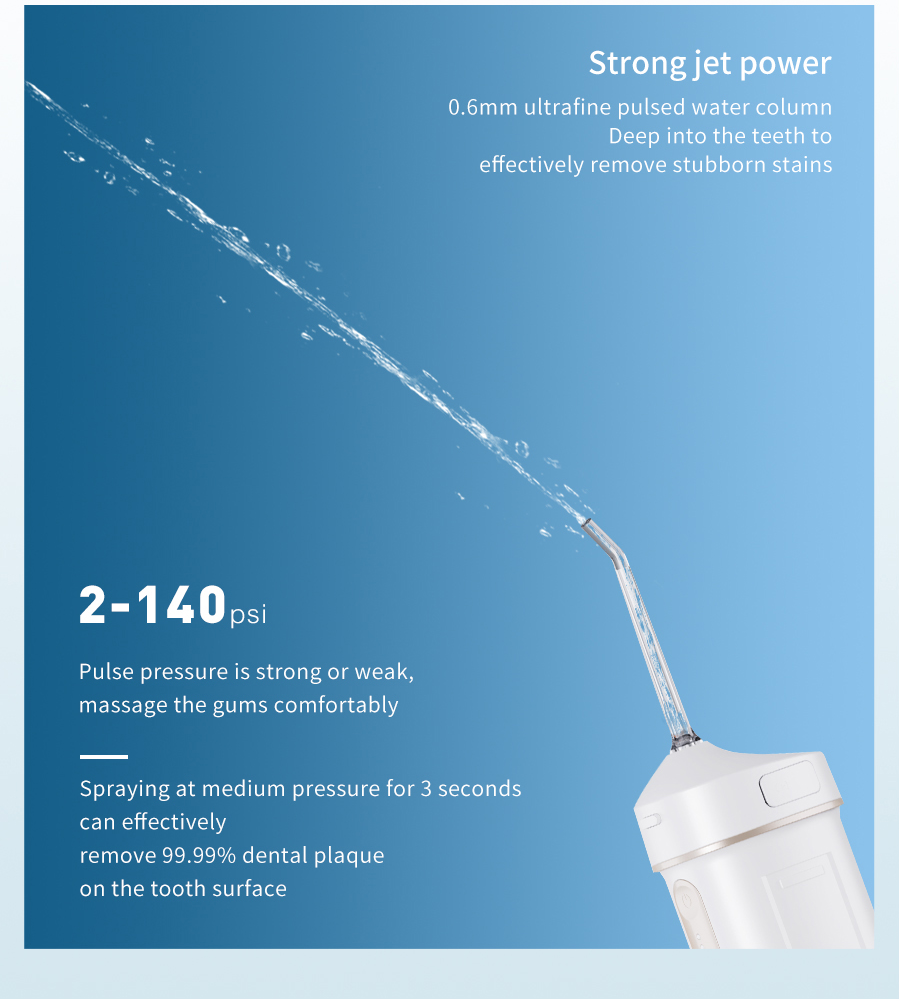 Strong jet power
0.6mm ultrafine pulsed water column
Deep into the teeth to
effectively remove stubborn stains
2-140psi
Pulse pressure is strong or weak,
massage the gums comfortably
Spraying at medium pressure for 3 seconds
can effectively
remove 99.99% dental plaque
on the tooth surface